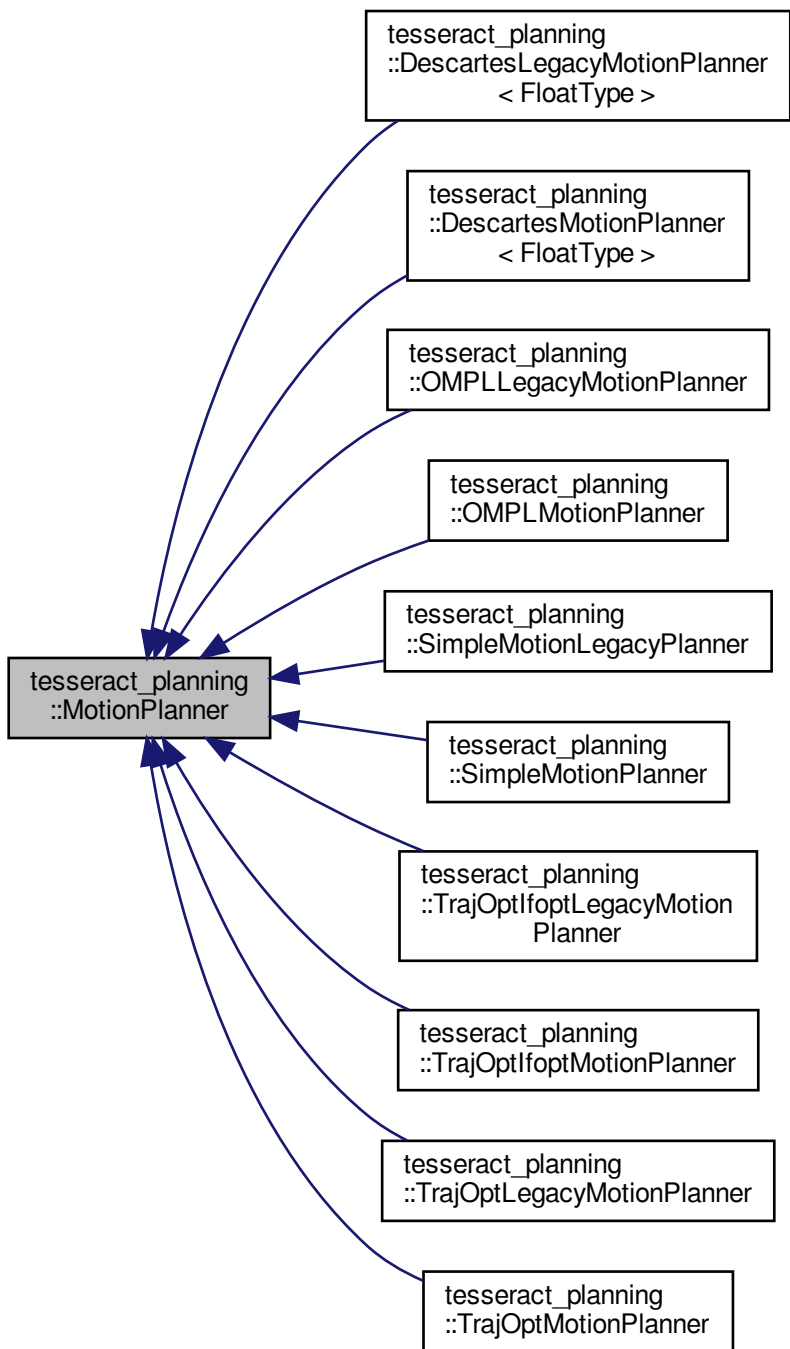 tesseract_planning
::DescartesLegacyMotionPlanner
< FloatType >
tesseract_planning
::DescartesMotionPlanner
< FloatType >
tesseract_planning
::OMPLLegacyMotionPlanner
tesseract_planning
::OMPLMotionPlanner
tesseract_planning
::SimpleMotionLegacyPlanner
tesseract_planning
::MotionPlanner
tesseract_planning
::SimpleMotionPlanner
tesseract_planning
::TrajOptIfoptLegacyMotion
Planner
tesseract_planning
::TrajOptIfoptMotionPlanner
tesseract_planning
::TrajOptLegacyMotionPlanner
tesseract_planning
::TrajOptMotionPlanner